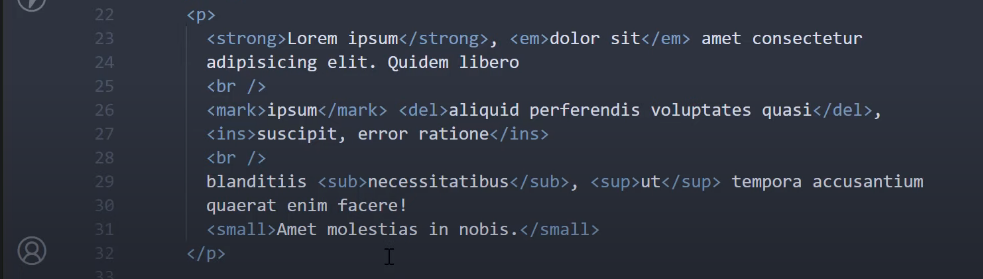 22 <p>
23 <strong>Lorem ipsum</strong>, <em>dolor sit</em> amet consectetur
24 adipisicing elit. Quidem libero
25 <br />
26 <mark>ipsum</mark> <del>aliquid perferendis voluptates quasi</del>,
27 <ins>suscipit, error ratione</ins>
28 <br />
29 blanditiis <sub>necessitatibus</sub>, <sup>ut</sup> tempora accusantium
30 quaerat enim facere!
31 <small>Amet molestias in nobis.</small>
32 </p>
33